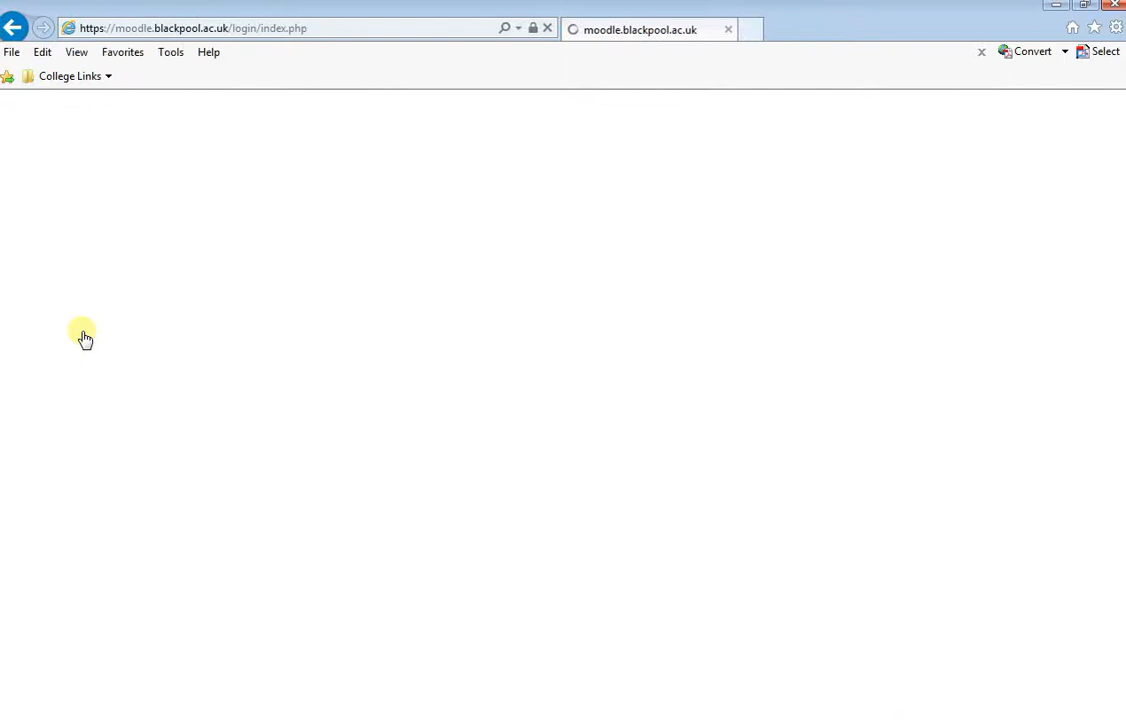 https://moodle.blackpool.ac.uk/login/index.php
moodle.blackpool.ac.uk
File Edit View Favorites Tools Help
Convert Select
College Links